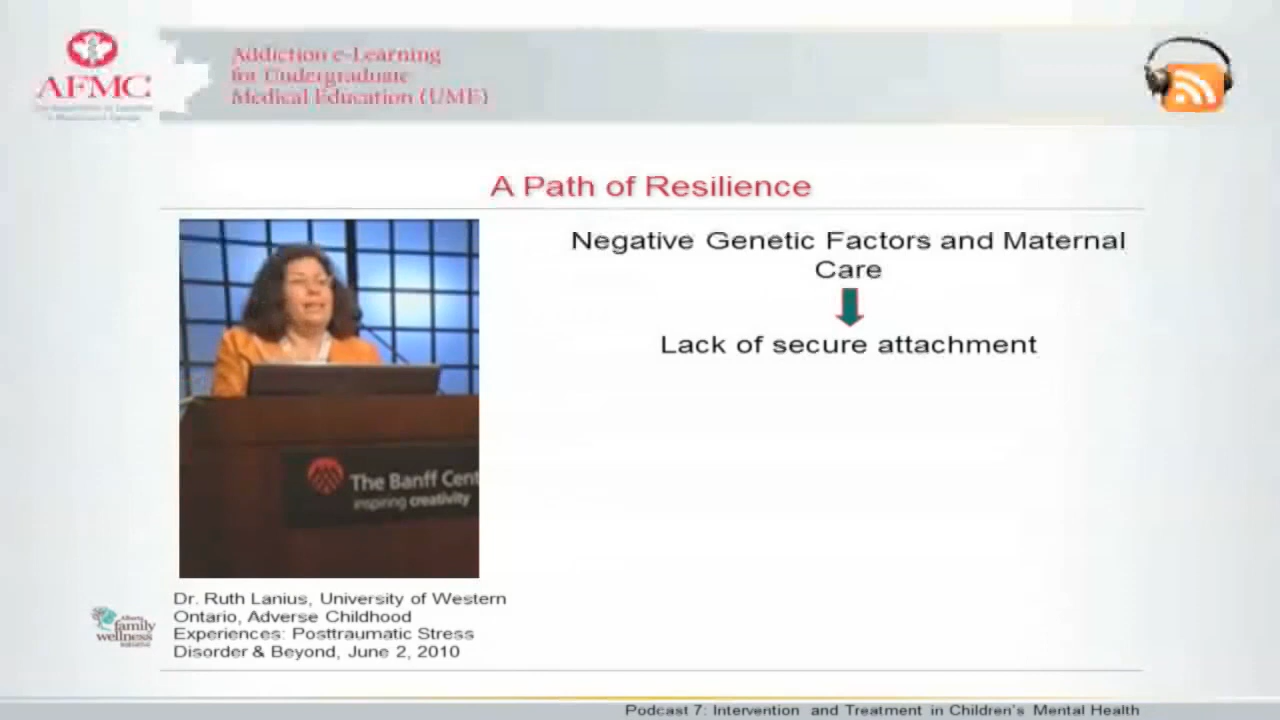 AFMC
Addiction e-Learning
for Undergraduate
Medical Education (UME)
A Path of Resilience
Negative Genetic Factors and Maternal
Care
Lack of secure attachment
The Banff Cent
inspiring creativity
Dr. Ruth Lanius, University of Western
Ontario, Adverse Childhood
Experiences: Posttraumatic Stress
Disorder & Beyond, June 2, 2010
Alberta
family
wellness
initiative
Podcast 7: Intervention and Treatment in Children's Mental Health